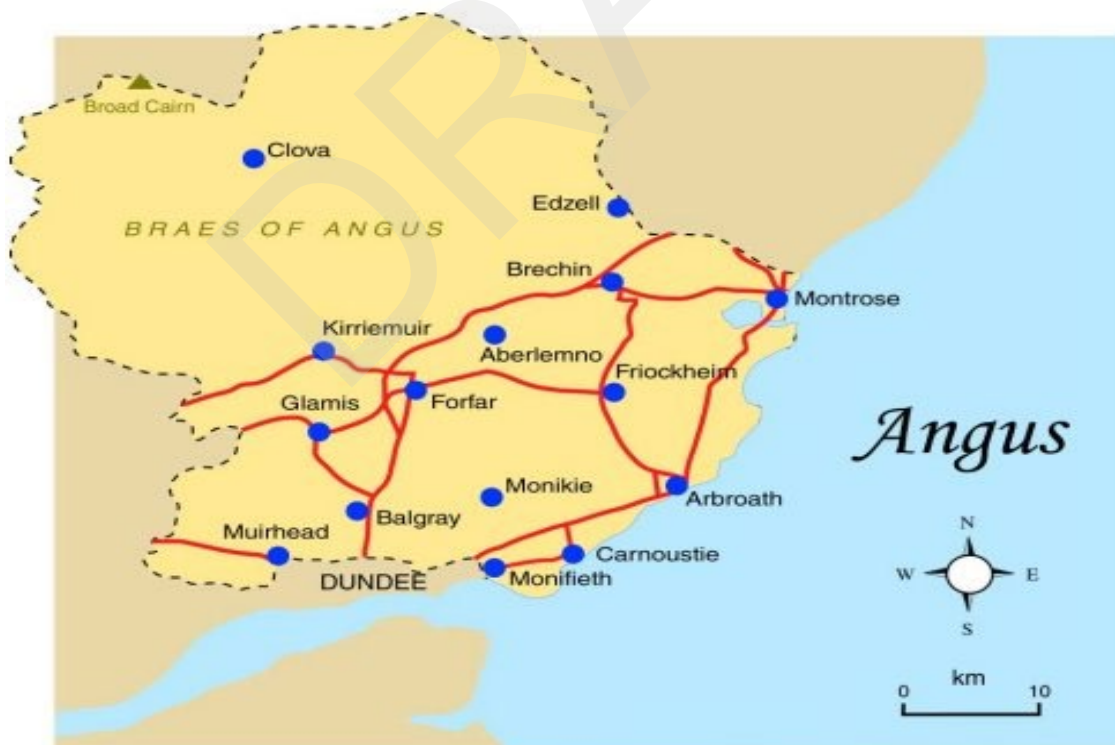 Broad Cairn
Clova
Edzell
BRAES OF ANGUS
Brechin
Montrose
Kirriemuir
Aberlemno
Friockheim
Glamis
Forfar
Angus
Monikie
Arbroath
Balgray
Muirhead
Carnoustie
DUNDEE
Monifieth
N
W
E
S
km
0
10
DRA